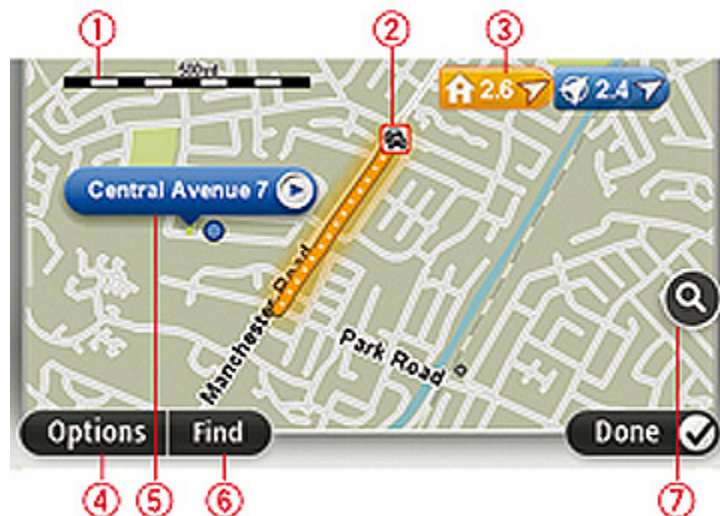 ① ② ③
500yd
2.6 2.4
Central Avenue 7
Manchester Road
Park Road
Options Find Done
④ ⑤ ⑥ ⑦